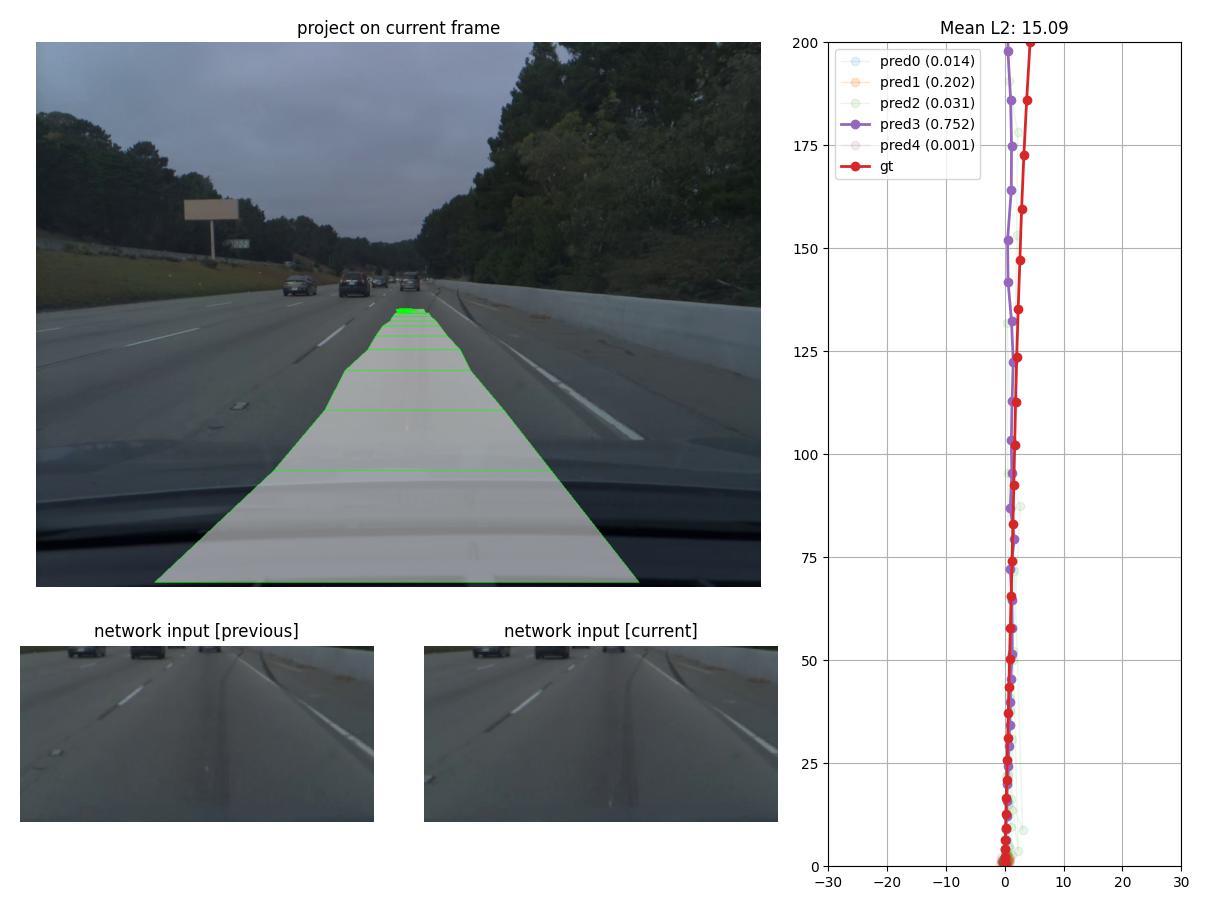 project on current frame
Mean L2: 15.09
pred0 (0.014)
pred1 (0.202)
pred2 (0.031)
pred3 (0.752)
pred4 (0.001)
gt
200
175
150
125
100
75
50
25
0
−30
−20
−10
0
10
20
30
network input [previous]
network input [current]